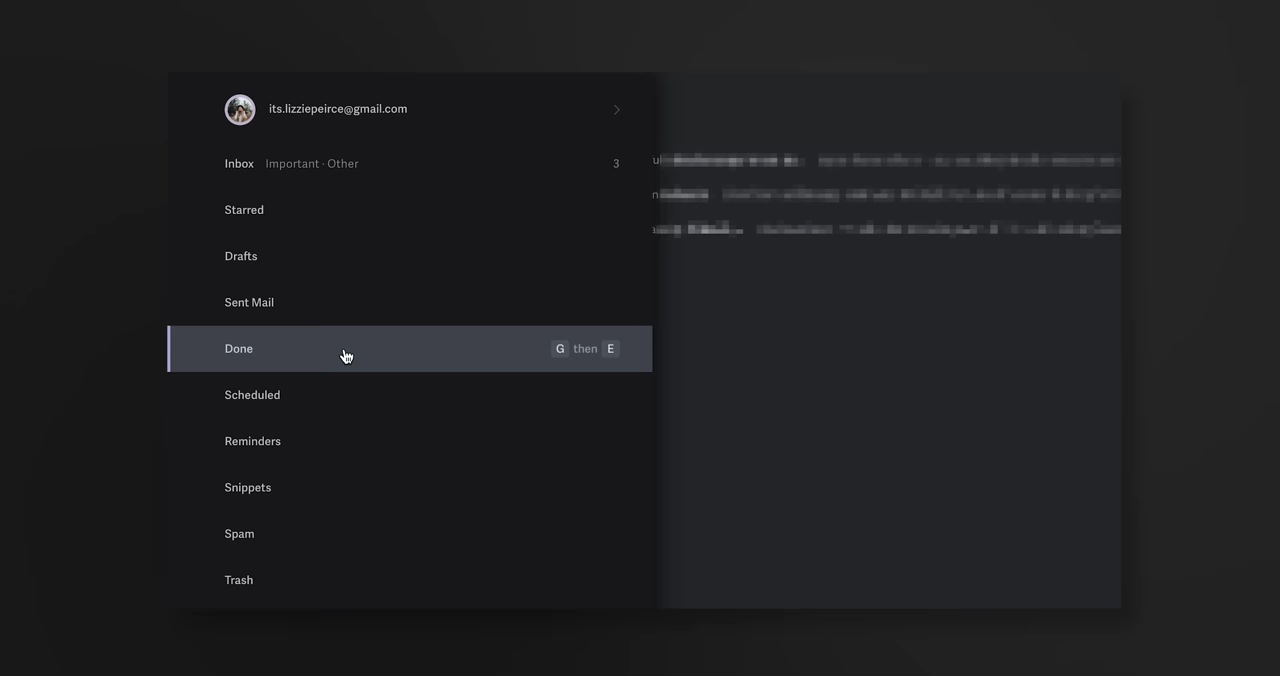 its.lizziepeirce@gmail.com
Inbox Important · Other 3
Starred
Drafts
Sent Mail
Done G then E
Scheduled
Reminders
Snippets
Spam
Trash